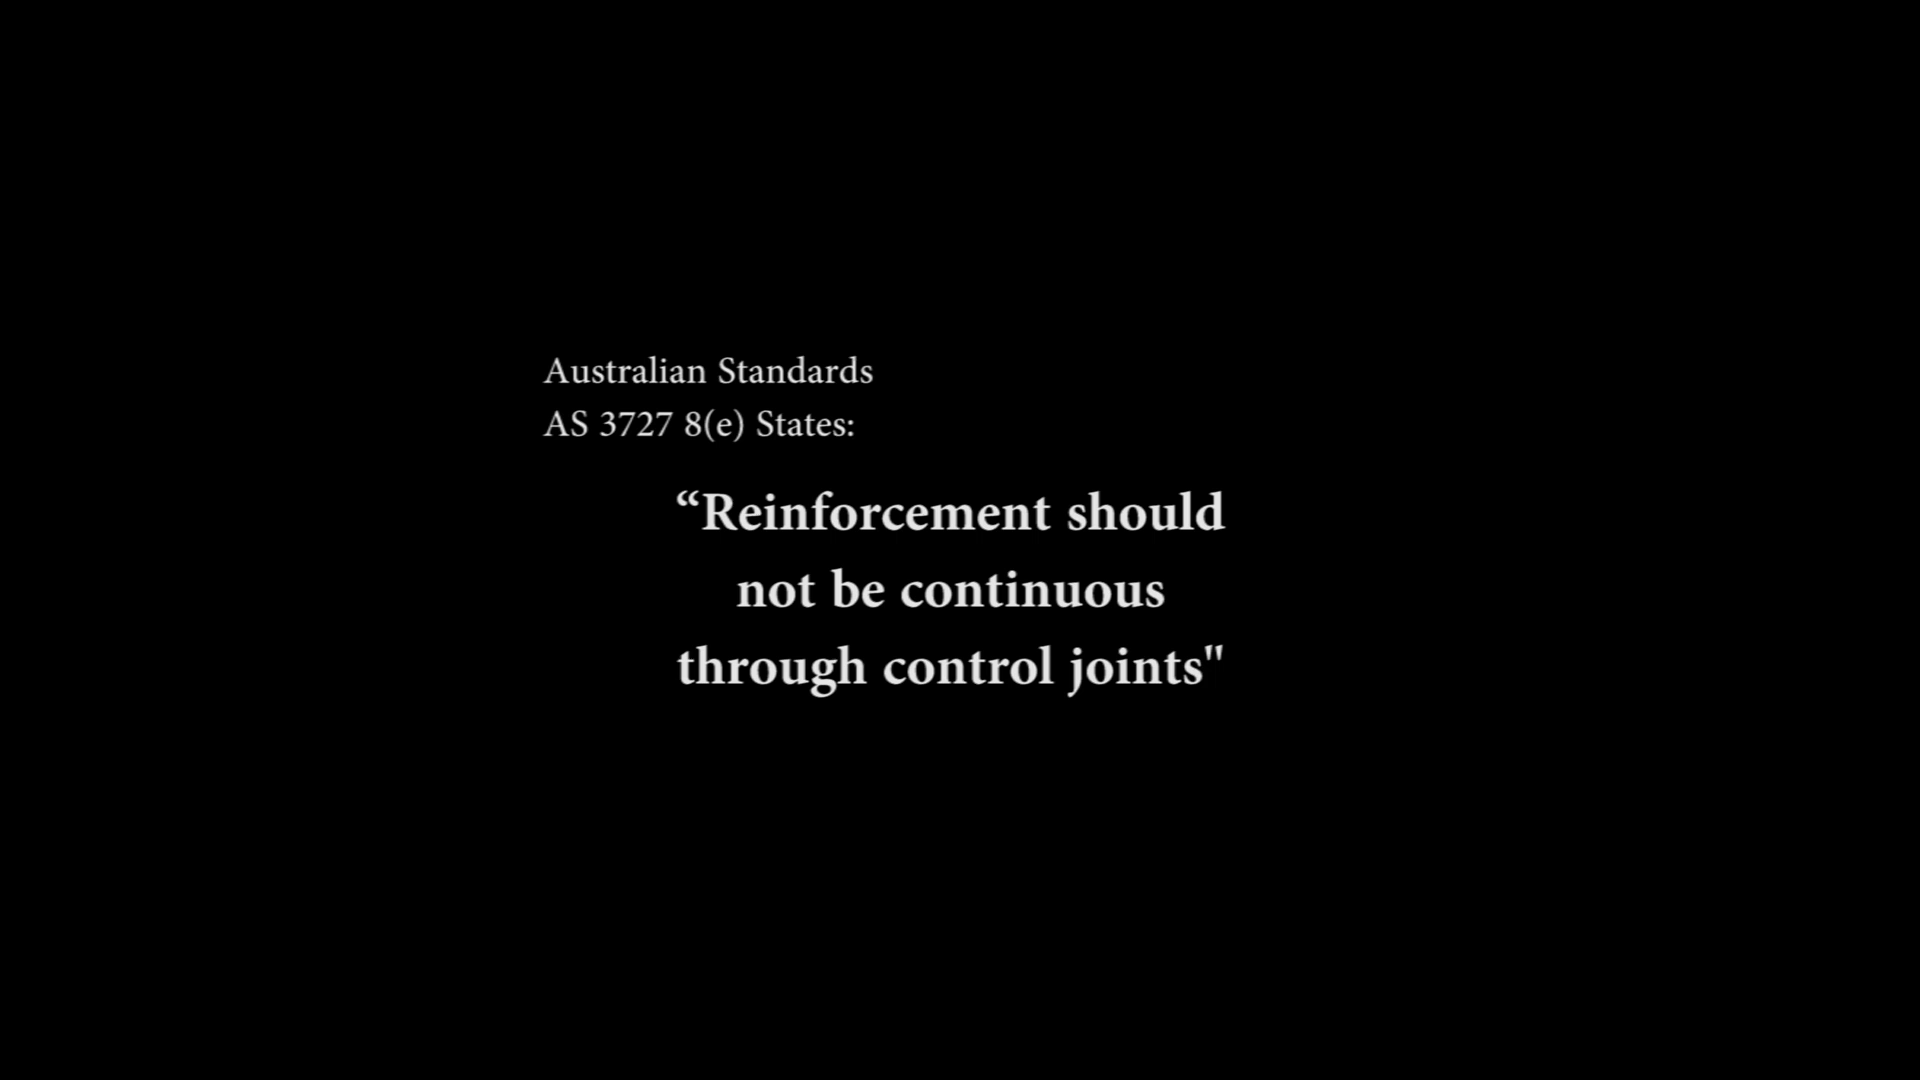 Australian Standards
AS 3727 8(e) States:
“Reinforcement should
not be continuous
through control joints"